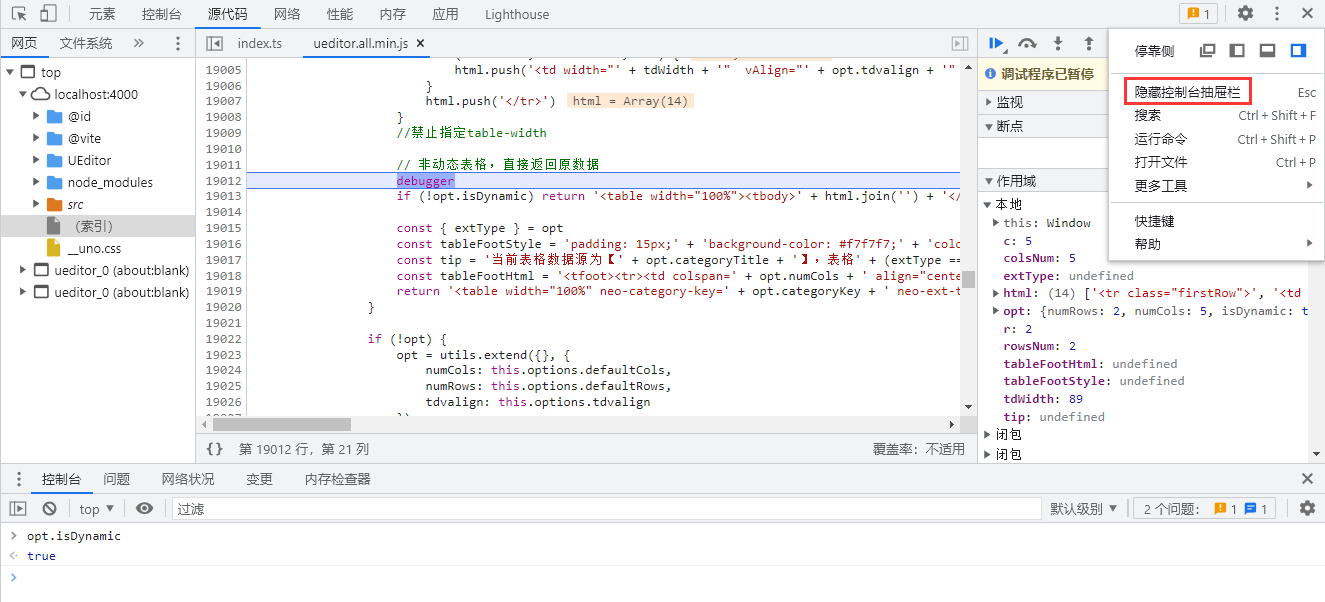 元素 控制台 源代码 网络 性能 内存 应用 Lighthouse 1
网页 文件系统 » index.ts ueditor.all.min.js ×
top
localhost:4000
@id
@vite
UEditor
node_modules
src
（索引）
__uno.css
ueditor_0 (about:blank)
ueditor_0 (about:blank)
19005 html.push('<td width="' + tdWidth + '"  vAlign="' + opt.tdvalign + '"
19006 }
19007 html.push('</tr>') html = Array(14)
19008 }
19009 //禁止指定table-width
19010
19011 // 非动态表格，直接返回原数据
19012 debugger
19013 if (!opt.isDynamic) return '<table width="100%"><tbody>' + html.join('') + '</
19014
19015 const { extType } = opt
19016 const tableFootStyle = 'padding: 15px;' + 'background-color: #f7f7f7;' + 'colo
19017 const tip = '当前表格数据源为【' + opt.categoryTitle + '】，表格' + (extType ==
19018 const tableFootHtml = '<tfoot><tr><td colspan=' + opt.numCols + ' align="cente
19019 return '<table width="100%" neo-category-key=' + opt.categoryKey + ' neo-ext-t
19020 }
19021
19022 if (!opt) {
19023 opt = utils.extend({}, {
19024 numCols: this.options.defaultCols,
19025 numRows: this.options.defaultRows,
19026 tdvalign: this.options.tdvalign
{} 第 19012 行，第 21 列 覆盖率：不适用
调试程序已暂停
监视
断点
作用域
本地
this: Window
c: 5
colsNum: 5
extType: undefined
html: (14) ['<tr class="firstRow">', '<td
opt: {numRows: 2, numCols: 5, isDynamic: t
r: 2
rowsNum: 2
tableFootHtml: undefined
tableFootStyle: undefined
tdWidth: 89
tip: undefined
闭包
闭包
停靠侧
隐藏控制台抽屉栏 Esc
搜索 Ctrl + Shift + F
运行命令 Ctrl + Shift + P
打开文件 Ctrl + P
更多工具
快捷键
帮助
控制台 问题 网络状况 变更 内存检查器
top 过滤 默认级别 2 个问题： 1 1
opt.isDynamic
true